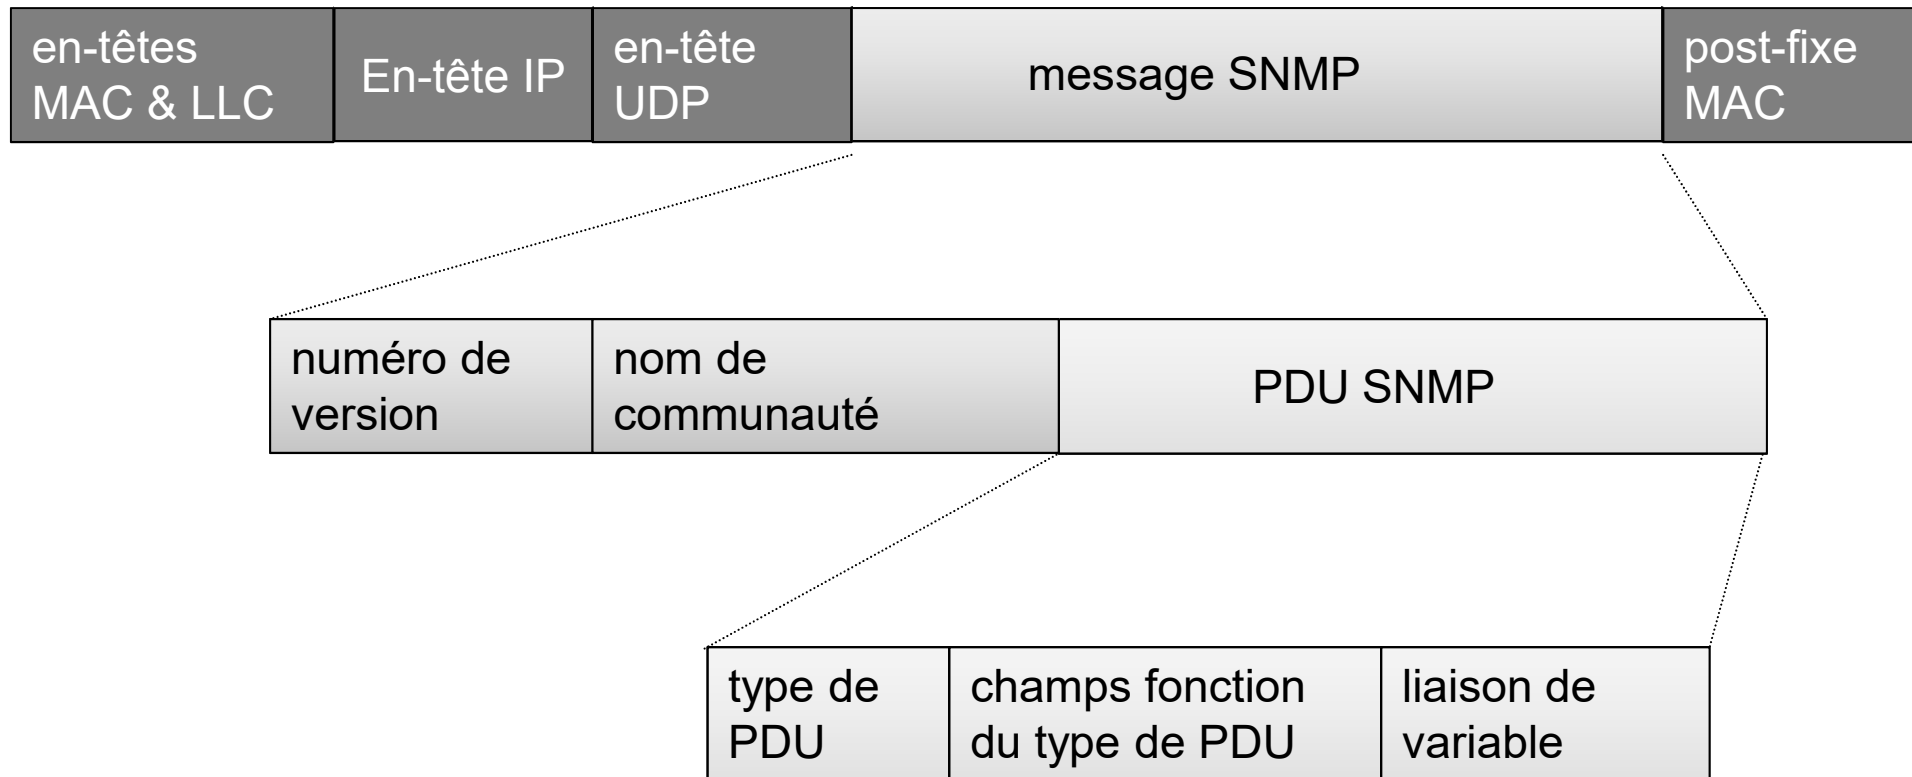 en-têtes
MAC & LLC
En-tête IP
en-tête
UDP
message SNMP
post-fixe
MAC
numéro de
version
nom de
communauté
PDU SNMP
type de
PDU
champs fonction
du type de PDU
liaison de
variable